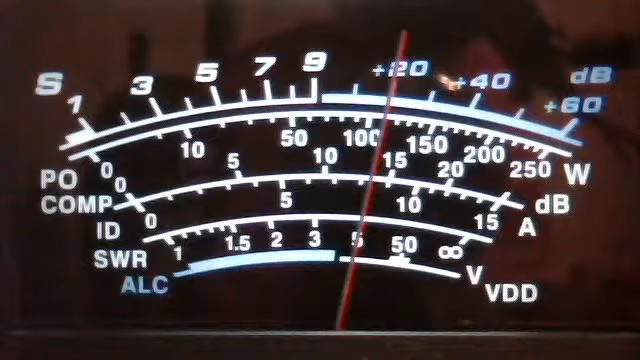 S 1 3 5 7 9 +20 +40 +60 dB
PO 0 10 50 100 150 200 250 W
COMP 0 5 10 15 20 dB
ID 0 5 10 15 A
SWR 1 1.5 2 3 5 50 ∞
ALC V VDD